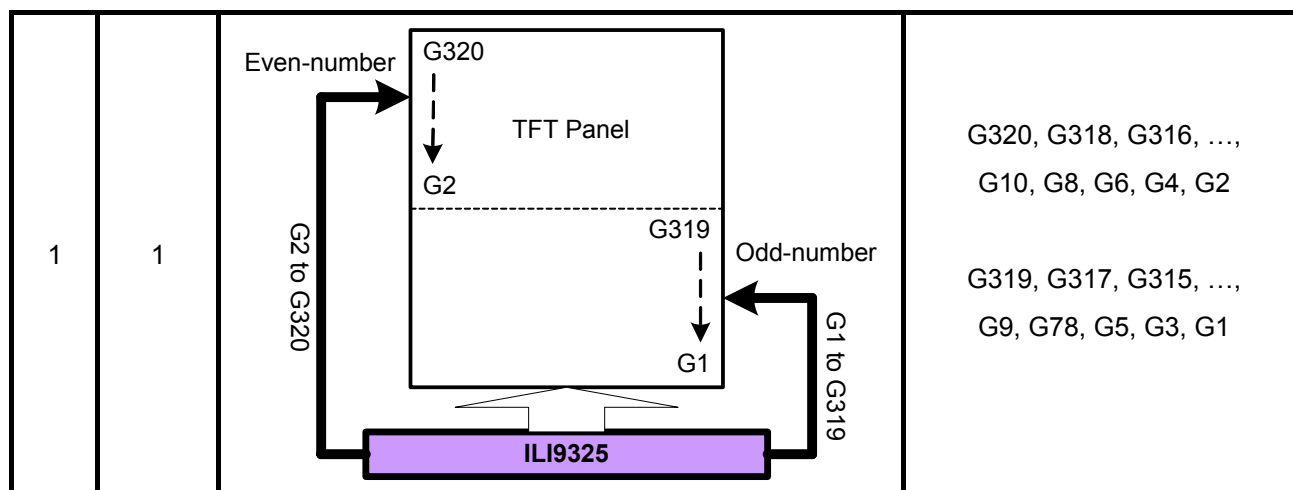 1
1
Even-number
G320
TFT Panel
G2
G319
Odd-number
G1
G2 to G320
G1 to G319
ILI9325
G320, G318, G316, …,
G10, G8, G6, G4, G2
G319, G317, G315, …,
G9, G78, G5, G3, G1